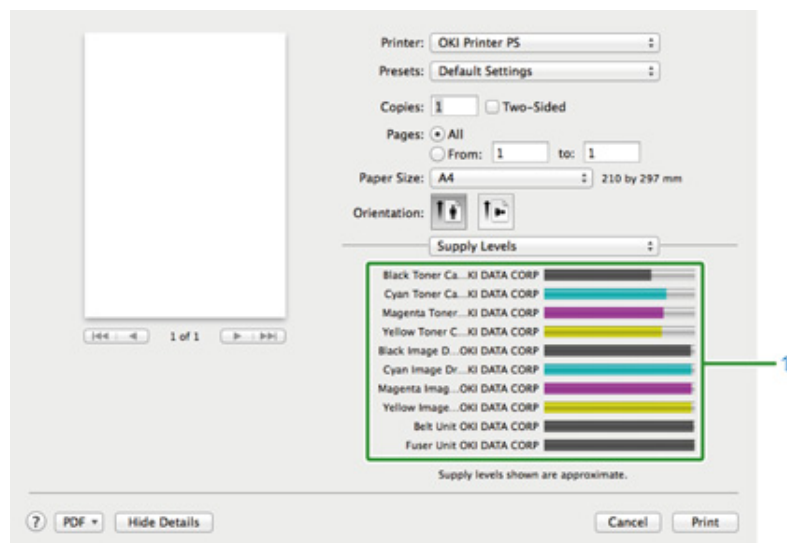 Printer: OKI Printer PS
Presets: Default Settings
Copies: 1 Two-Sided
Pages: All
From: 1 to: 1
Paper Size: A4 210 by 297 mm
Orientation:
Supply Levels
Black Toner Ca...KI DATA CORP
Cyan Toner Ca...KI DATA CORP
Magenta Toner...KI DATA CORP
Yellow Toner C...KI DATA CORP
Black Image D...OKI DATA CORP
Cyan Image Dr...KI DATA CORP
Magenta Imag...OKI DATA CORP
Yellow Image...OKI DATA CORP
Belt Unit OKI DATA CORP
Fuser Unit OKI DATA CORP
Supply levels shown are approximate.
1 of 1
1
? PDF Hide Details Cancel Print